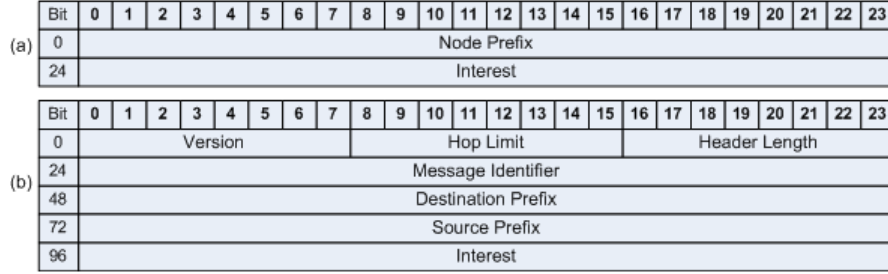 Bit 0 1 2 3 4 5 6 7 8 9 10 11 12 13 14 15 16 17 18 19 20 21 22 23
(a) 0 Node Prefix
24 Interest
Bit 0 1 2 3 4 5 6 7 8 9 10 11 12 13 14 15 16 17 18 19 20 21 22 23
0 Version Hop Limit Header Length
24 Message Identifier
(b)
48 Destination Prefix
72 Source Prefix
96 Interest